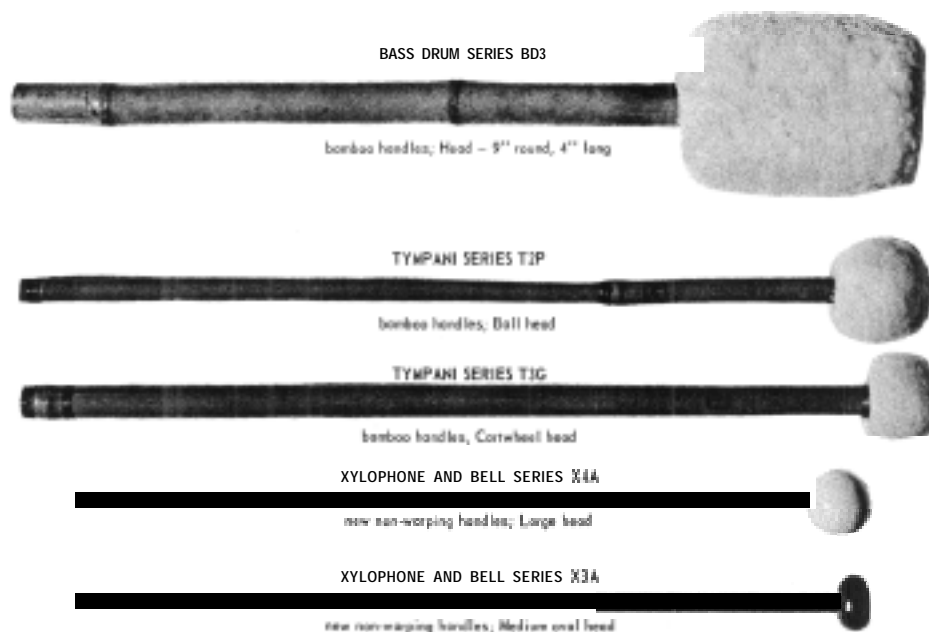 BASS DRUM SERIES BD3
bamboo handles; Head – 9" round, 4" long
TYMPANI SERIES T2P
bamboo handles; Ball head
TYMPANI SERIES T3G
bamboo handles, Cartwheel head
XYLOPHONE AND BELL SERIES X4A
new non-warping handles; Large head
XYLOPHONE AND BELL SERIES X3A
new non-warping handles; Medium oval head